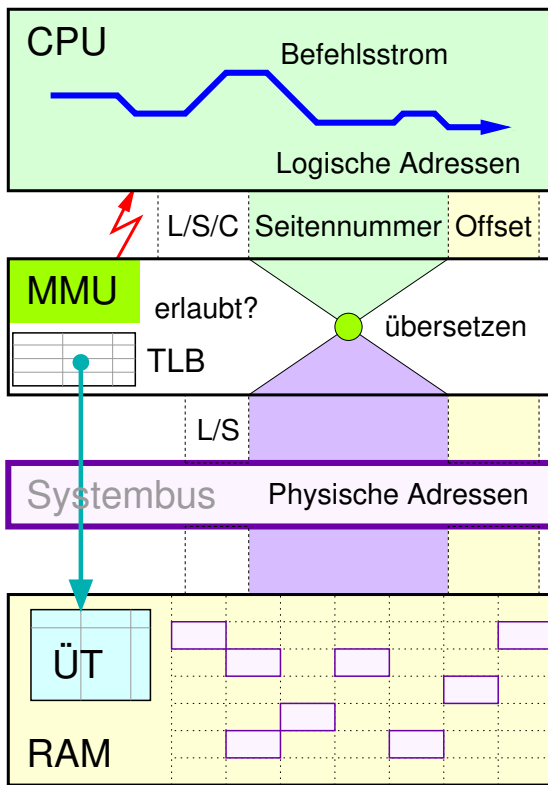 CPU
Befehlsstrom
Logische Adressen
L/S/C
Seitennummer
Offset
MMU
erlaubt?
übersetzen
TLB
L/S
Systembus
Physische Adressen
ÜT
RAM